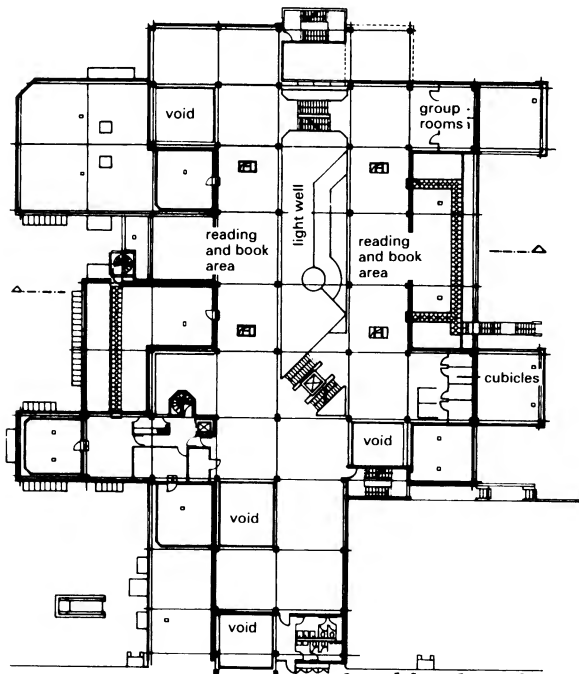 void
group
rooms
light well
reading
and book
area
reading
and book
area
cubicles
void
void
void